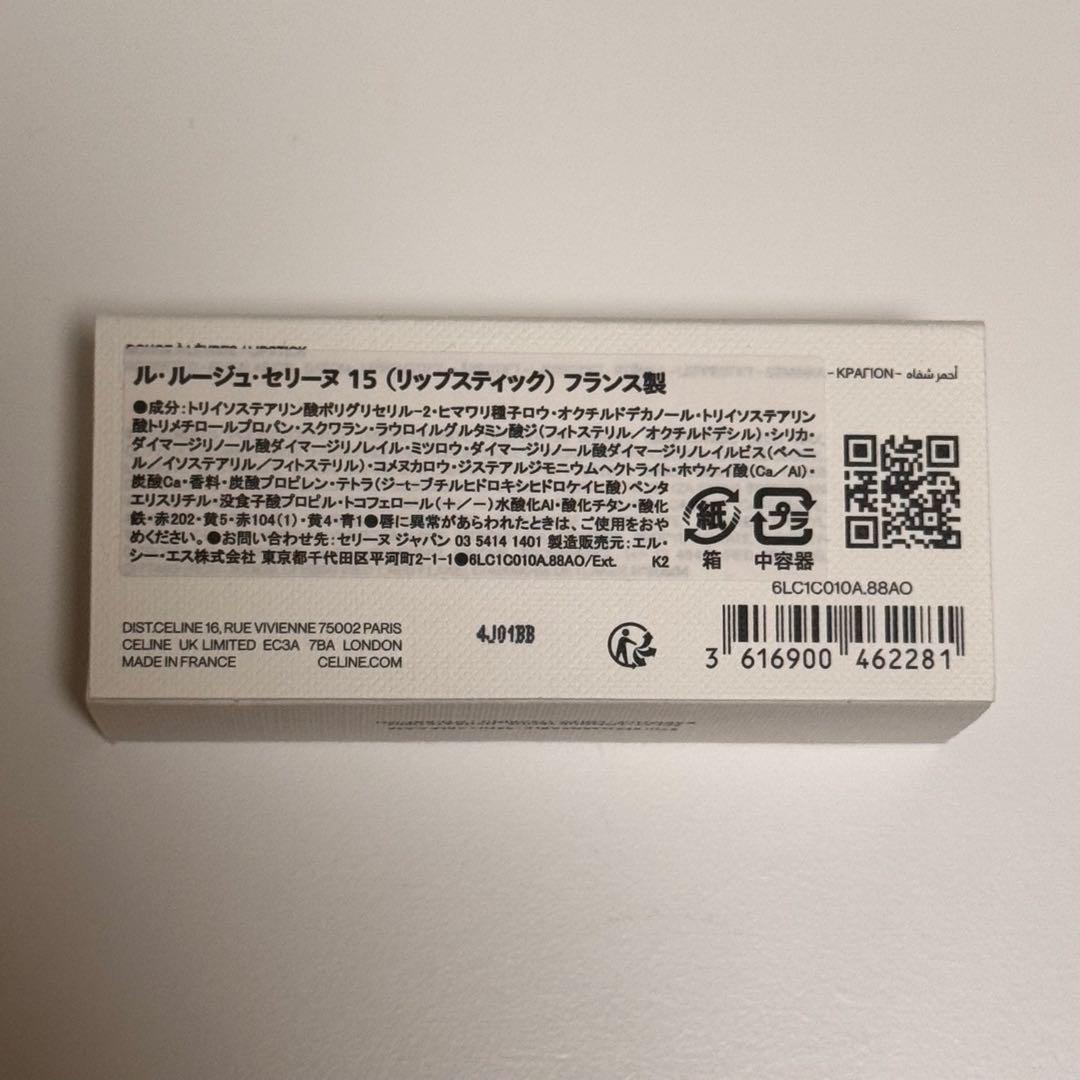 ル・ルージュ・セリーヌ 15 (リップスティック) フランス製
●成分:トリイソステアリン酸ポリグリセリル-2・ヒマワリ種子ロウ・オクチルドデカノール・トリイソステアリン
酸トリメチロールプロパン・スクワラン・ラウロイルグルタミン酸ジ(フィトステリル/オクチルドデシル)・シリカ・
ダイマージリノール酸ダイマージリノレイル・ミツロウ・ダイマージリノール酸ダイマージリノレイルビス(ベヘニ
ル/イソステアリル/フィトステリル)・コメヌカロウ・ジステアルジモニウムヘクトライト・ホウケイ酸(Ca/Al)・
炭酸Ca・香料・炭酸プロピレン・テトラ(ジ-t-ブチルヒドロキシヒドロケイヒ酸)ペンタ
エリスリチル・没食子酸プロピル・トコフェロール(+/-)水酸化Al・酸化チタン・酸化
鉄・赤202・黄5・赤104(1)・黄4・青1●唇に異常があらわれたときは、ご使用をおや
めください。●お問い合わせ先:セリーヌ ジャパン 03 5414 1401 製造販売元:エル・
シー・エス株式会社 東京都千代田区平河町2-1-1●6LC1C010A.88AO/Ext. K2
紙
箱
プラ
中容器
- ΚΡΑΓΙΟΝ - أحمر شفاه
6LC1C010A.88AO
DIST.CELINE 16, RUE VIVIENNE 75002 PARIS
CELINE UK LIMITED EC3A 7BA LONDON
MADE IN FRANCE CELINE.COM
4J01BB
3 616900 462281